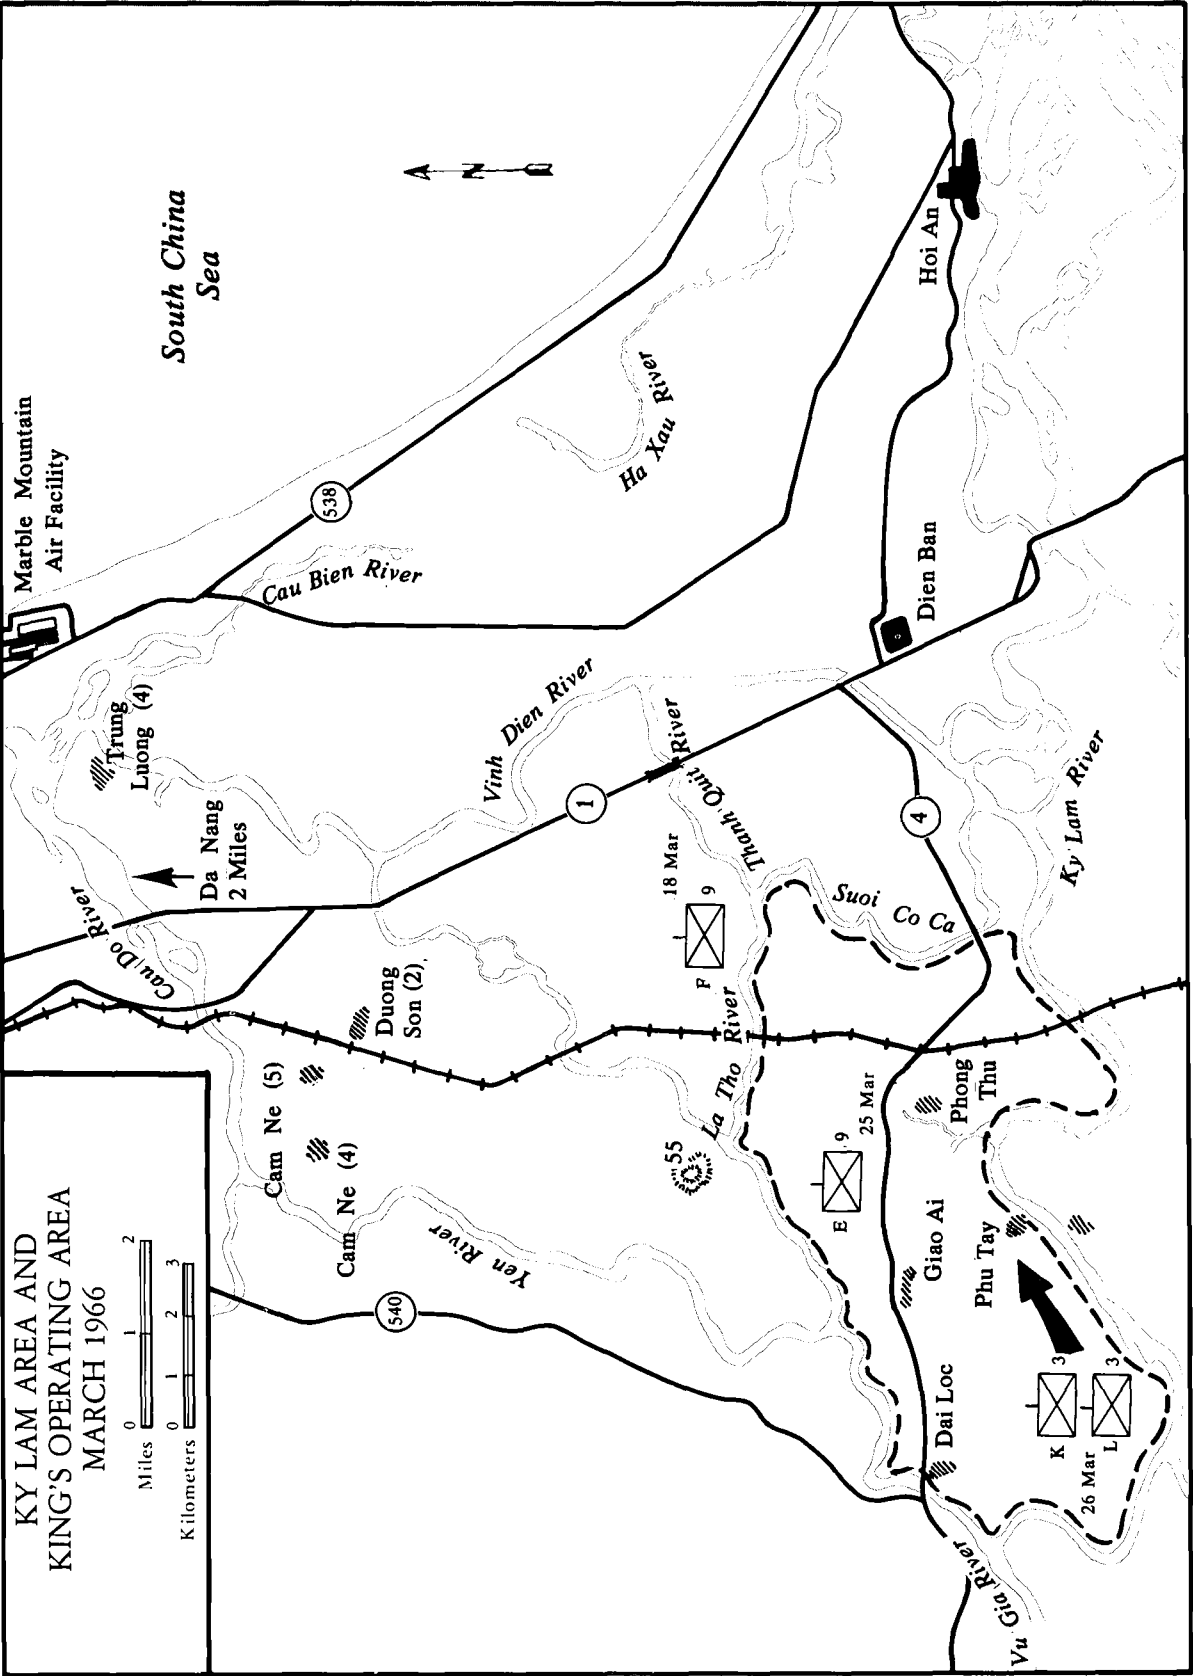 KY LAM AREA AND
KING'S OPERATING AREA
MARCH 1966
0 1 2
Miles
0 1 2 3
Kilometers
Marble Mountain
Air Facility
South China
Sea
N
Trung
Luong (4)
Da Nang
2 Miles
Cau Do River
538
Cau Bien River
Cam Ne (5)
Cam Ne (4)
Duong
Son (2)
540
Yen River
Vinh Dien River
1
Ha Xau River
55
La Tho River
18 Mar
F 9
Thanh Quit River
Suoi Co Ca
E 9
25 Mar
4
Dien Ban
Hoi An
Dai Loc
Giao Ai
Phong
Thu
Phu Tay
K 3
L 3
26 Mar
Ky Lam River
Vu Gia River